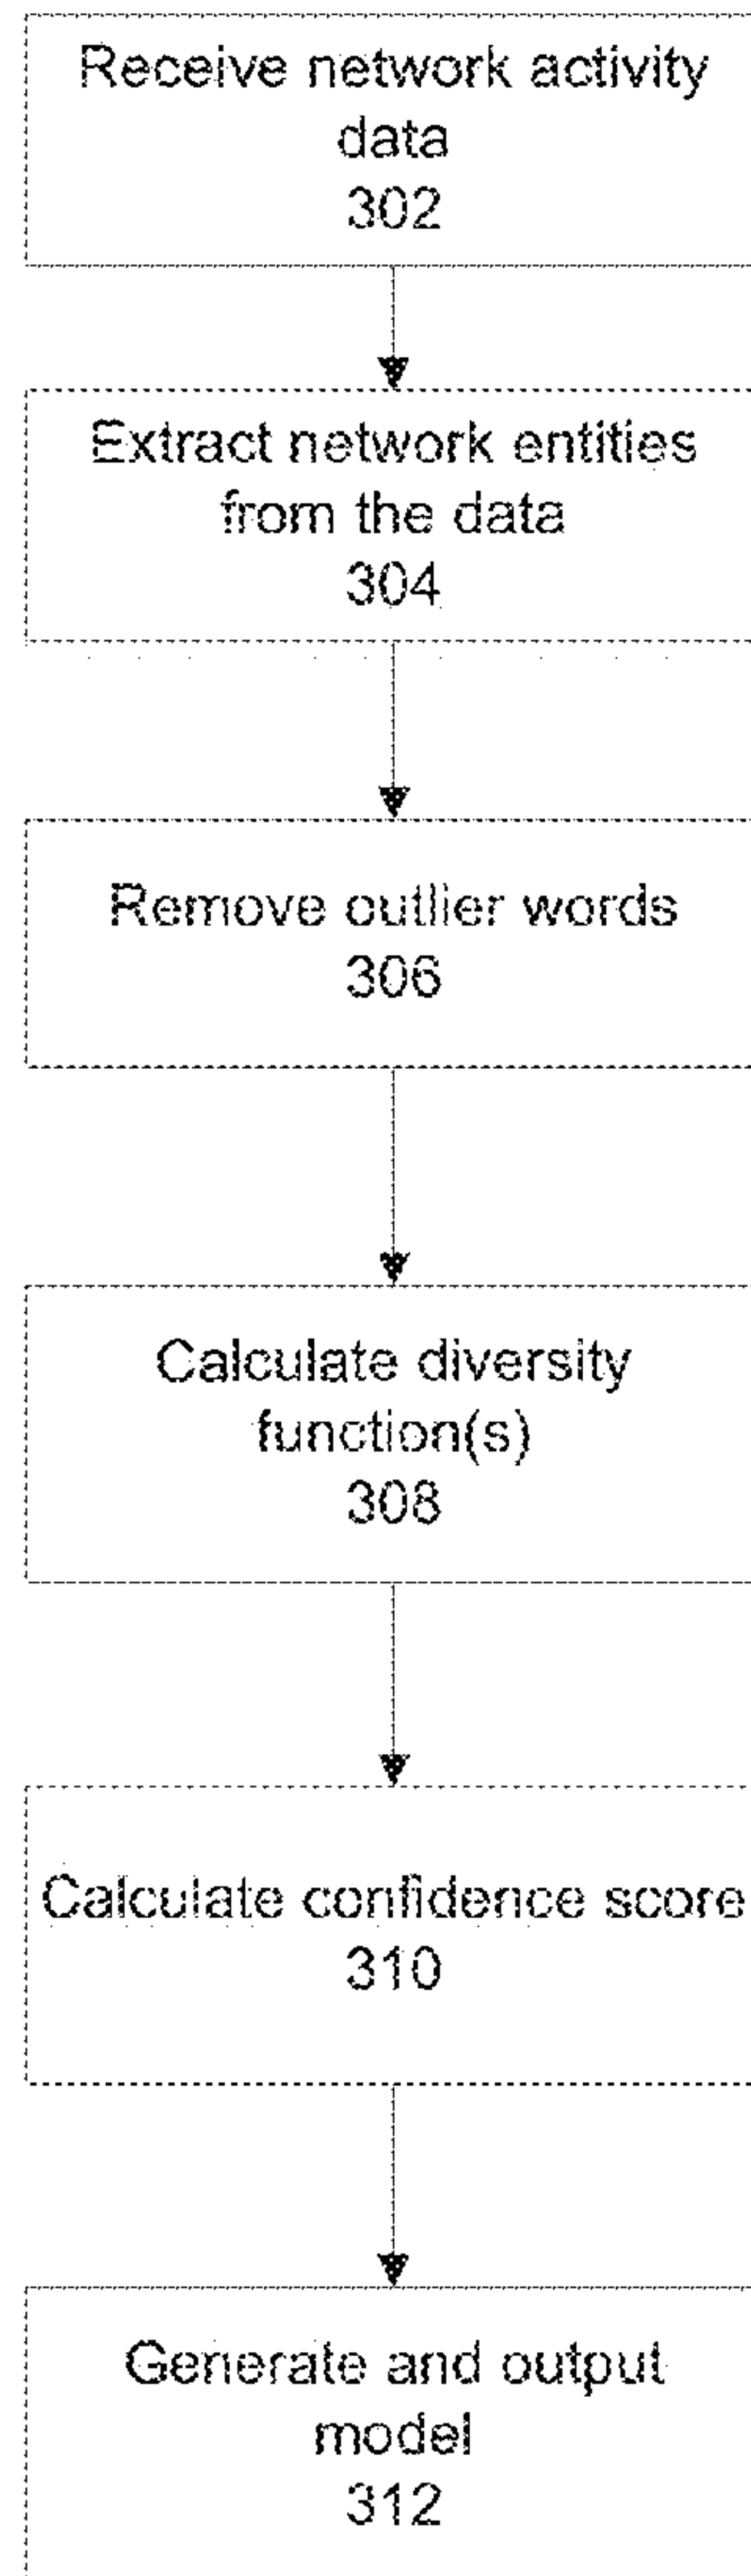 Receive network activity
data
302
Extract network entities
from the data
304
Remove outlier words
306
Calculate diversity
function(s)
308
Calculate confidence score
310
Generate and output
model
312